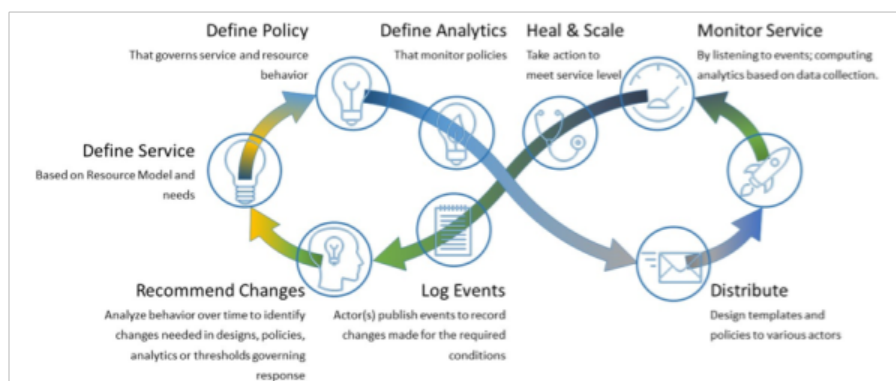 Define Policy
That governs service and resource
behavior
Define Analytics
That monitor policies
Heal & Scale
Take action to
meet service level
Monitor Service
By listening to events; computing
analytics based on data collection.
Define Service
Based on Resource Model and
needs
Recommend Changes
Analyze behavior over time to identify
changes needed in designs, policies,
analytics or thresholds governing
response
Log Events
Actor(s) publish events to record
changes made for the required
conditions
Distribute
Design templates and
policies to various actors